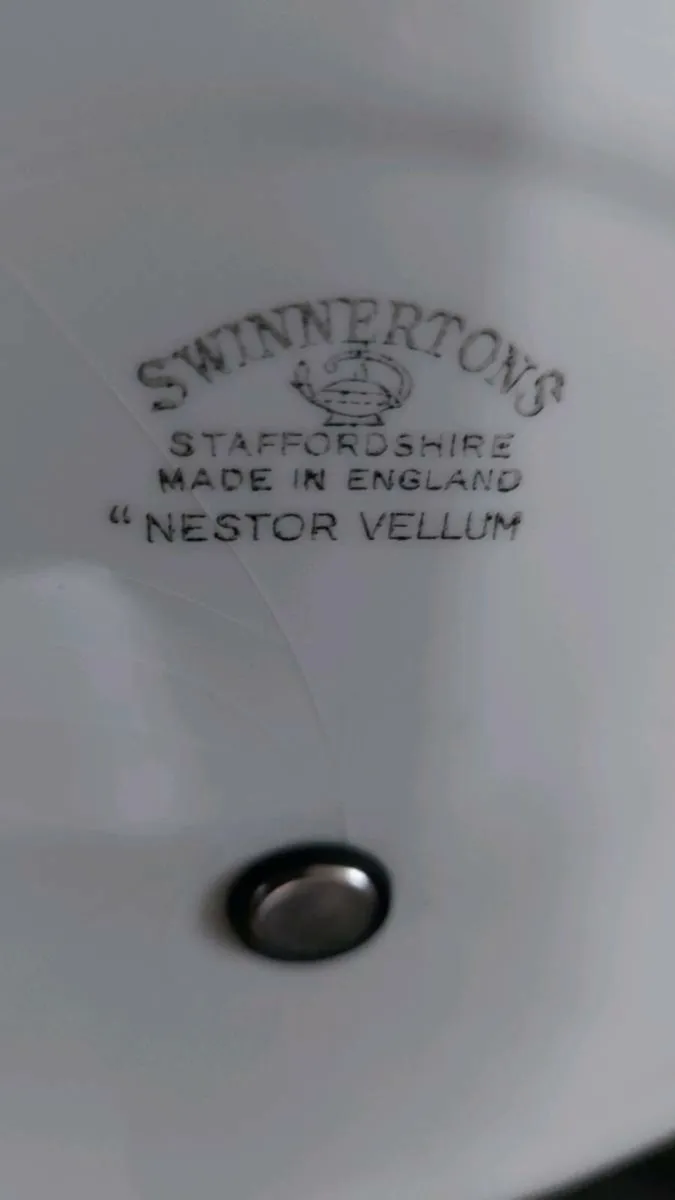 SWINNERTONS
STAFFORDSHIRE
MADE IN ENGLAND
“NESTOR VELLUM